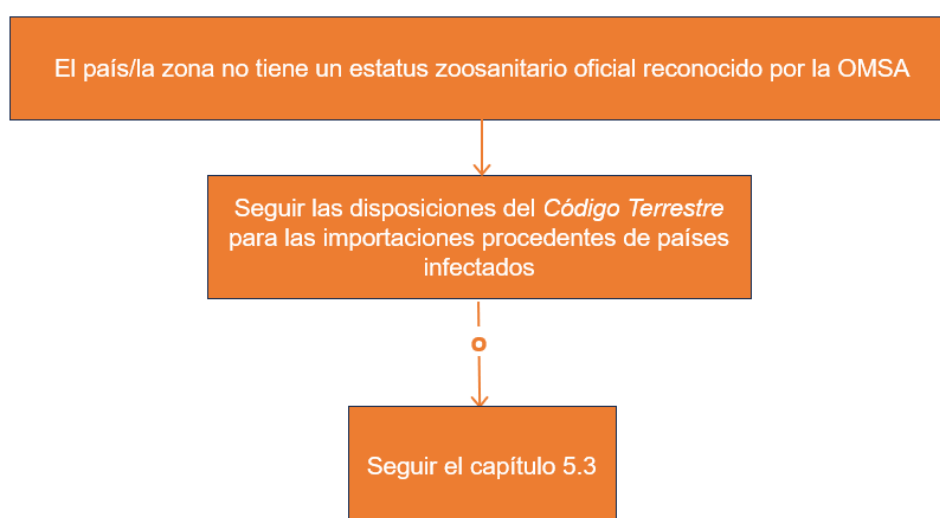 El país/la zona no tiene un estatus zoosanitario oficial reconocido por la OMSA
Seguir las disposiciones del Código Terrestre
para las importaciones procedentes de países
infectados
o
Seguir el capítulo 5.3